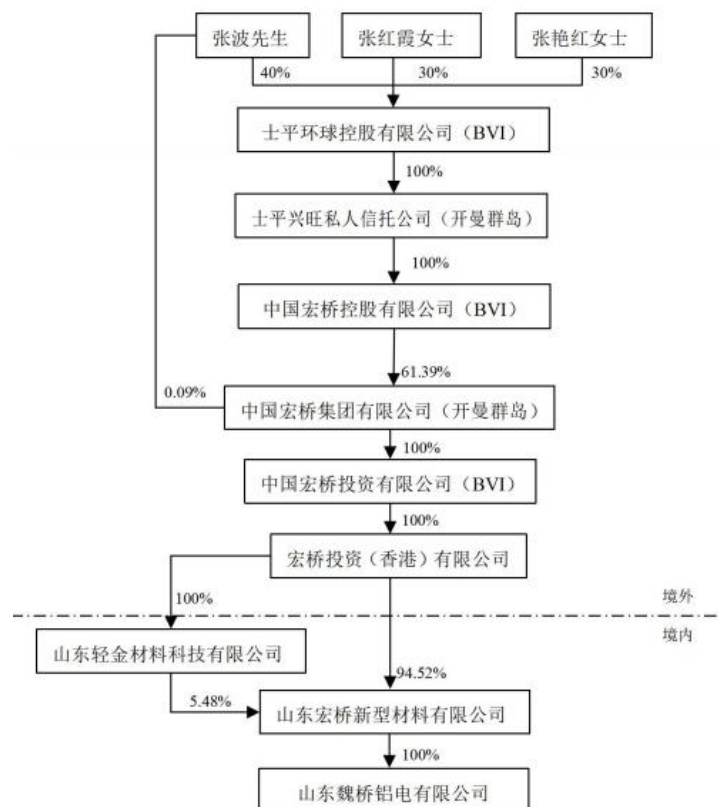 张波先生
张红霞女士
张艳红女士
40%
30%
30%
士平环球控股有限公司（BVI）
100%
士平兴旺私人信托公司（开曼群岛）
100%
中国宏桥控股有限公司（BVI）
61.39%
0.09%
中国宏桥集团有限公司（开曼群岛）
100%
中国宏桥投资有限公司（BVI）
100%
宏桥投资（香港）有限公司
100%
境外
境内
山东轻金材料科技有限公司
94.52%
5.48%
山东宏桥新型材料有限公司
100%
山东魏桥铝电有限公司